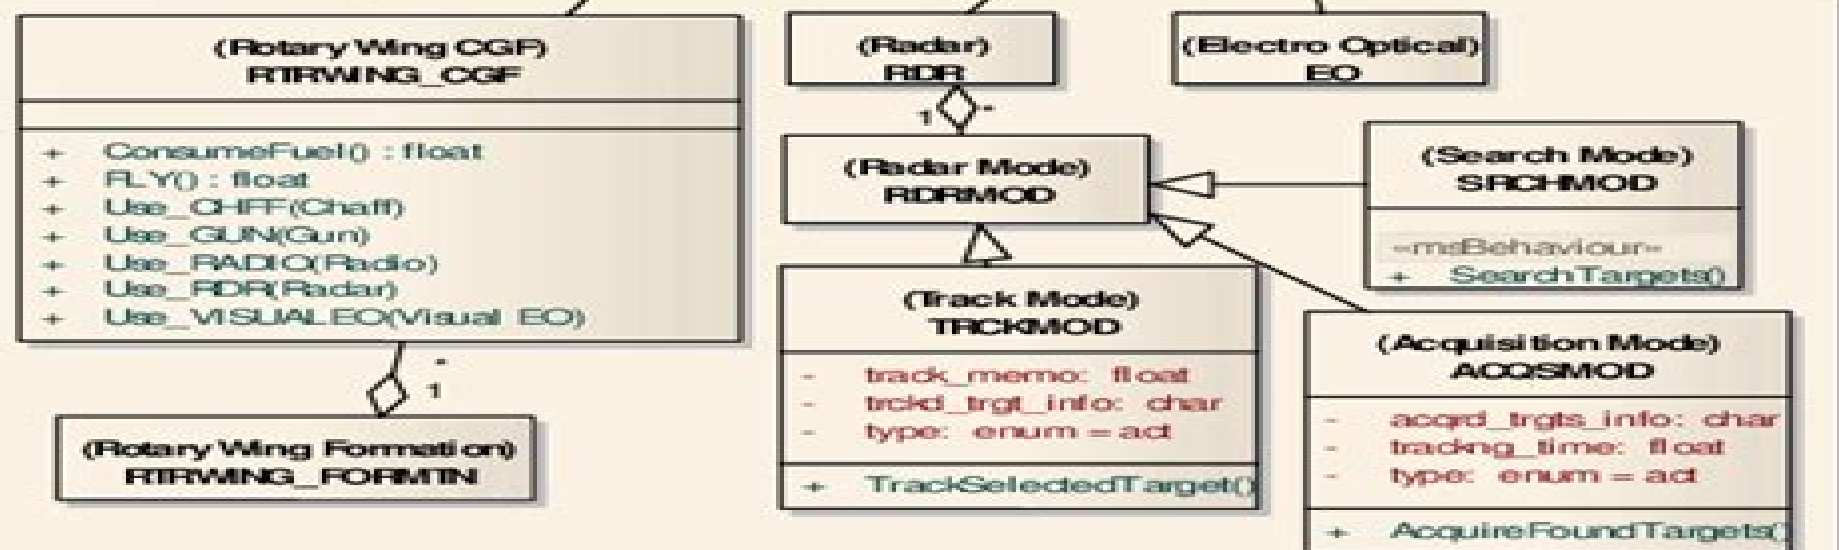 (Rotary Wing CGF)
RTRWING_CGF
+ ConsumeFuel() : float
+ FLY() : float
+ Use_CHFF(Chaff)
+ Use_GUN(Gun)
+ Use_RADIO(Radio)
+ Use_RDR(Radar)
+ Use_VISUALEO(Visual EO)
*
1
(Rotary Wing Formation)
RTRWING_FORMTN
(Radar)
RDR
1
*
(Radar Mode)
RDRMOD
(Track Mode)
TRCKMOD
- track_memo: float
- trckd_trgt_info: char
- type: enum = act
+ TrackSelectedTarget()
(Electro Optical)
EO
(Search Mode)
SRCHMOD
«msBehaviour»
+ SearchTargets()
(Acquisition Mode)
ACQSMOD
- acqrd_trgts_info: char
- trackng_time: float
- type: enum = act
+ AcquireFoundTargets()